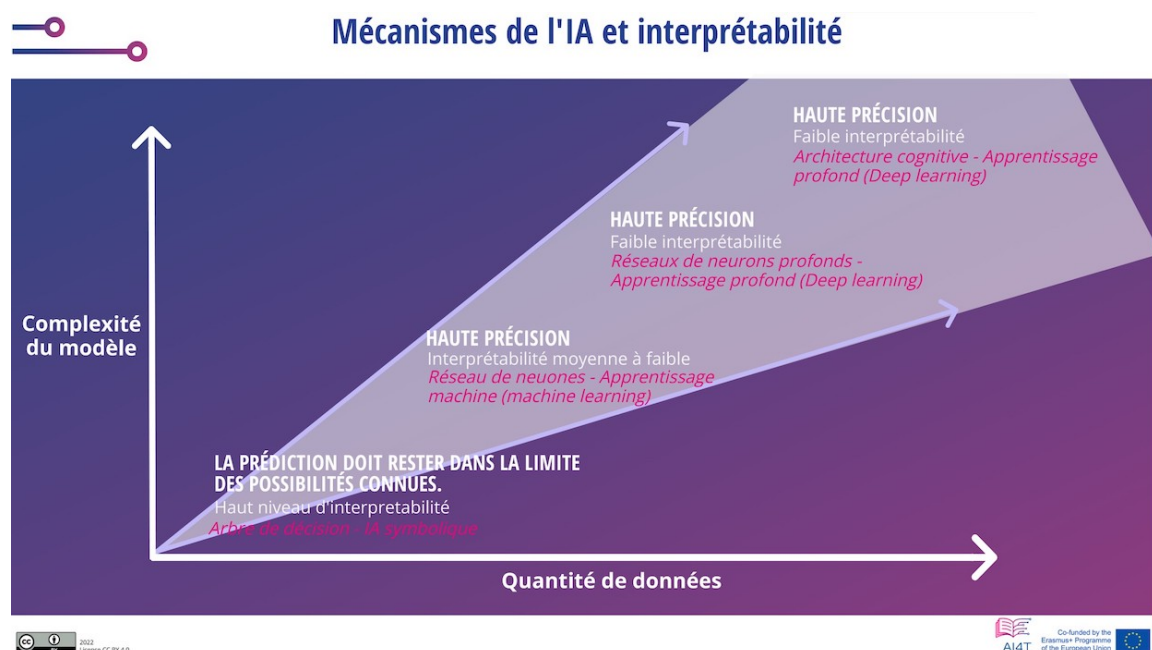 Mécanismes de l'IA et interprétabilité
HAUTE PRÉCISION
Faible interprétabilité
Architecture cognitive - Apprentissage
profond (Deep learning)
HAUTE PRÉCISION
Faible interprétabilité
Réseaux de neurons profonds -
Apprentissage profond (Deep learning)
Complexité
du modèle
HAUTE PRÉCISION
Interprétabilité moyenne à faible
Réseau de neuones - Apprentissage
machine (machine learning)
LA PRÉDICTION DOIT RESTER DANS LA LIMITE
DES POSSIBILITÉS CONNUES.
Haut niveau d'interpretabilité
Arbre de décision - IA symbolique
Quantité de données
cc
2022
AI4T
Co-funded by the
Erasmus+ Programme
of the European Union